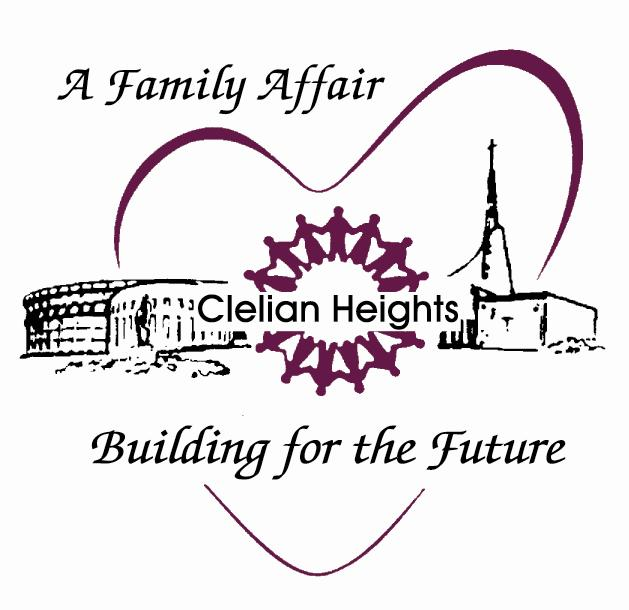 A Family Affair
Clelian Heights
Building for the Future